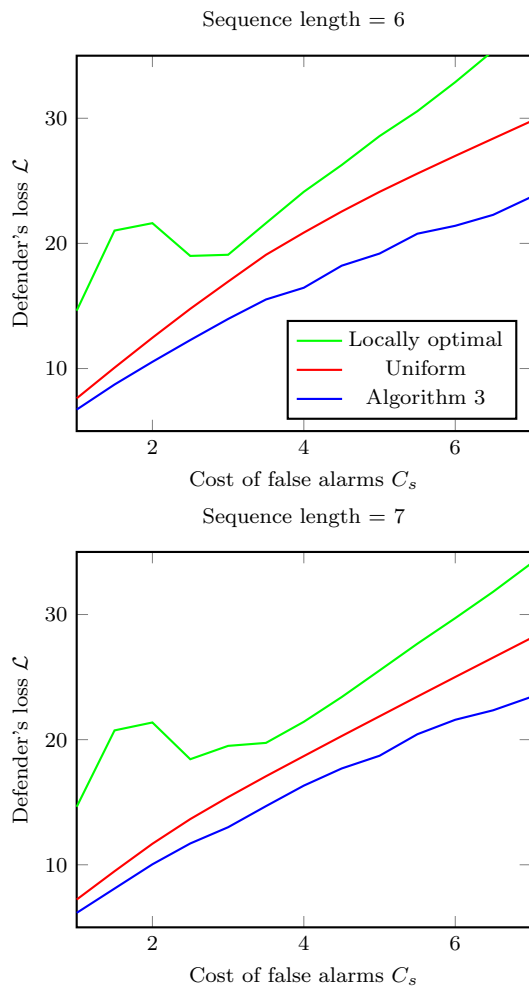 Sequence length = 6
30
20
10
Defender's loss ℒ
Locally optimal
Uniform
Algorithm 3
2 4 6
Cost of false alarms C_s
Sequence length = 7
30
20
10
Defender's loss ℒ
2 4 6
Cost of false alarms C_s